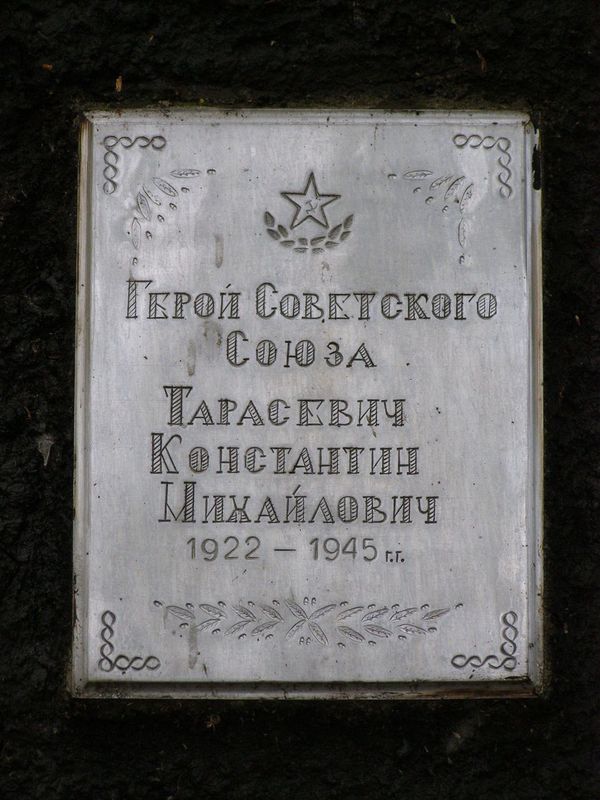 Герой Советского
Союза
Тарасевич
Константин
Михайлович
1922 – 1945 г.г.